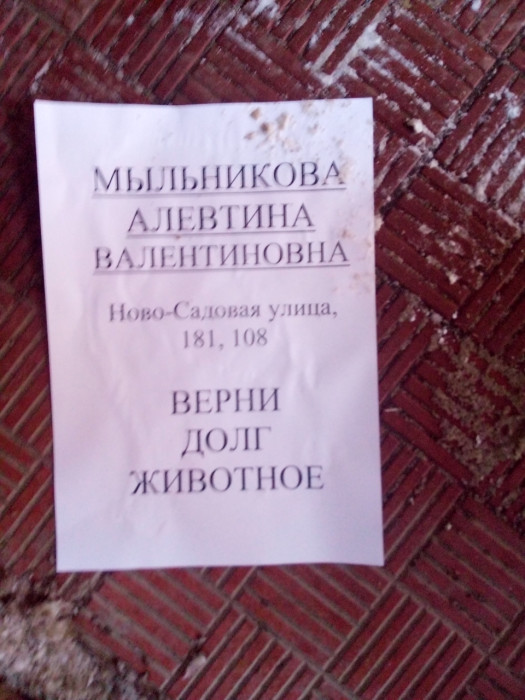 МЫЛЬНИКОВА
АЛЕВТИНА
ВАЛЕНТИНОВНА
Ново-Садовая улица,
181, 108
ВЕРНИ
ДОЛГ
ЖИВОТНОЕ